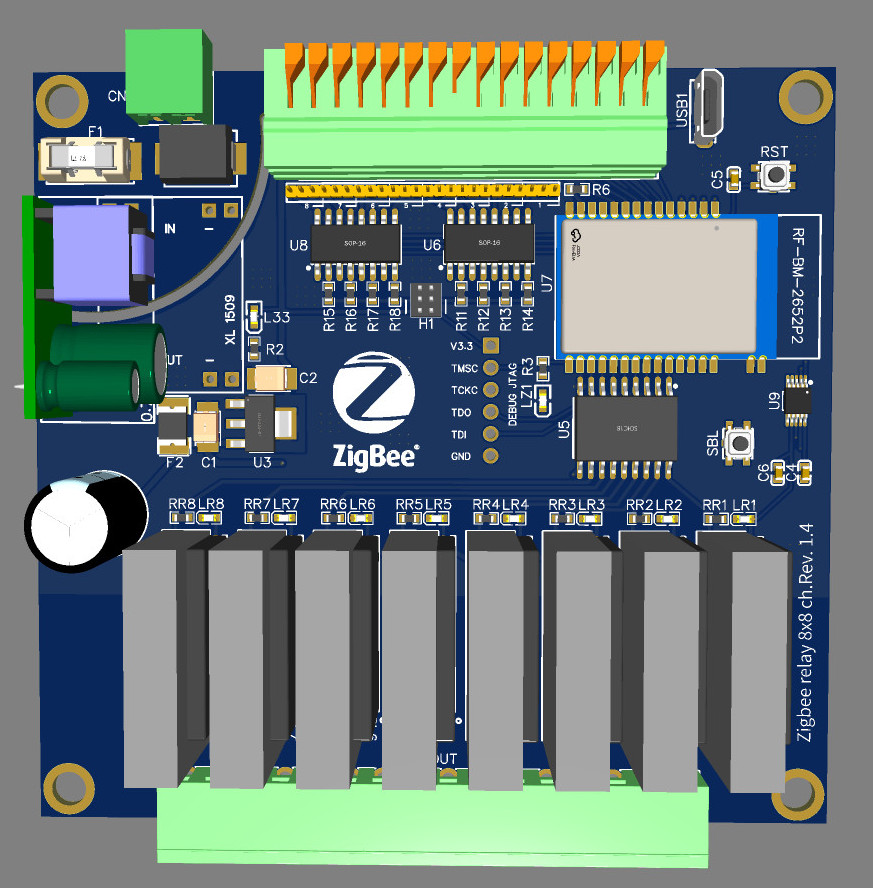 CN
F1
USB1
RST
C5
R6
8 7 6 5 4 3 2 1
IN
U8
SOP-16
U6
SOP-16
U7
RF-BM-2652P2
R15
R16
R17
R18
H1
R11
R12
R13
R14
XL 1509
L33
R2
C2
V3.3
TMSC
TCKC
TDO
TDI
GND
DEBUG JTAG
R3
LZ1
U5
U9
SBL
C6
C4
UT
F2
C1
U3
ZigBee®
RR8 LR8
RR7 LR7
RR6 LR6
RR5 LR5
RR4 LR4
RR3 LR3
RR2 LR2
RR1 LR1
Zigbee relay 8x8 ch.Rev. 1.4
OUT